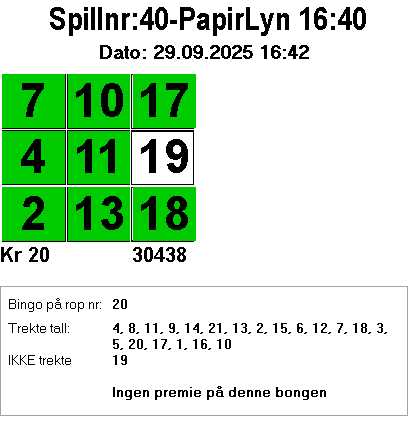 Spillnr:40-PapirLyn 16:40
Dato: 29.09.2025 16:42
7 10 17
4 11 19
2 13 18
Kr 20 30438
Bingo på rop nr: 20
Trekte tall: 4, 8, 11, 9, 14, 21, 13, 2, 15, 6, 12, 7, 18, 3,
5, 20, 17, 1, 16, 10
IKKE trekte 19
Ingen premie på denne bongen